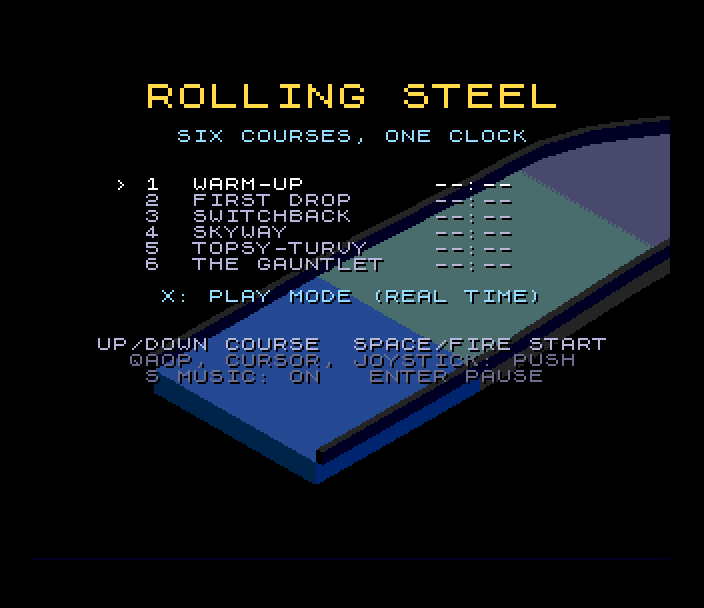 ROLLING STEEL
SIX COURSES, ONE CLOCK
> 1 WARM-UP --:--
2 FIRST DROP --:--
3 SWITCHBACK --:--
4 SKYWAY --:--
5 TOPSY-TURVY --:--
6 THE GAUNTLET --:--
X: PLAY MODE (REAL TIME)
UP/DOWN COURSE SPACE/FIRE START
QAOP, CURSOR, JOYSTICK: PUSH
S MUSIC: ON ENTER PAUSE